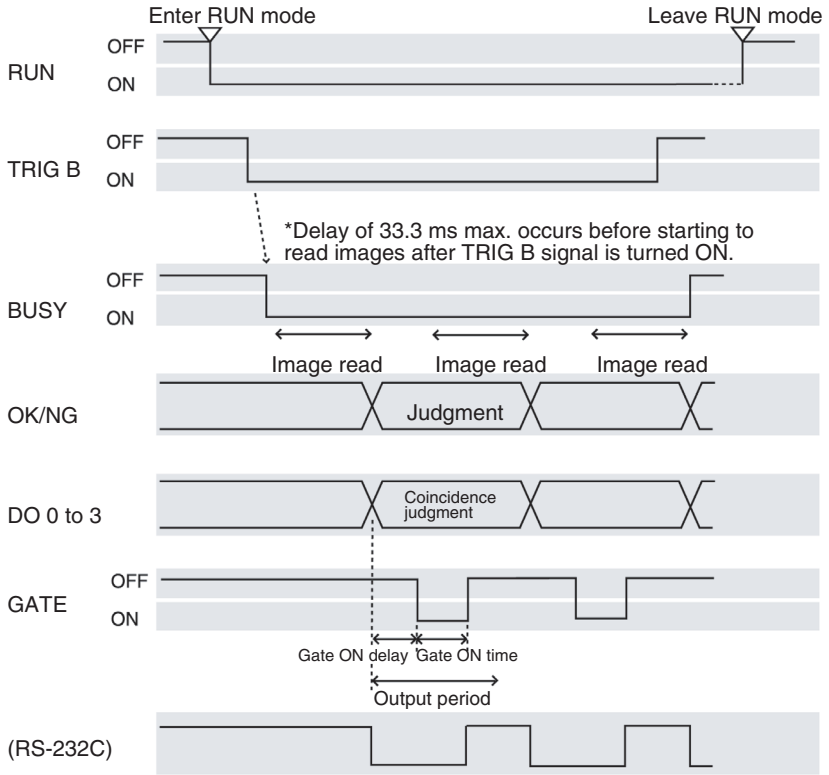 Enter RUN mode
Leave RUN mode
RUN
OFF
ON
TRIG B
OFF
ON
*Delay of 33.3 ms max. occurs before starting to
read images after TRIG B signal is turned ON.
BUSY
OFF
ON
Image read
Image read
Image read
OK/NG
Judgment
DO 0 to 3
Coincidence
judgment
GATE
OFF
ON
Gate ON delay
Gate ON time
Output period
(RS-232C)